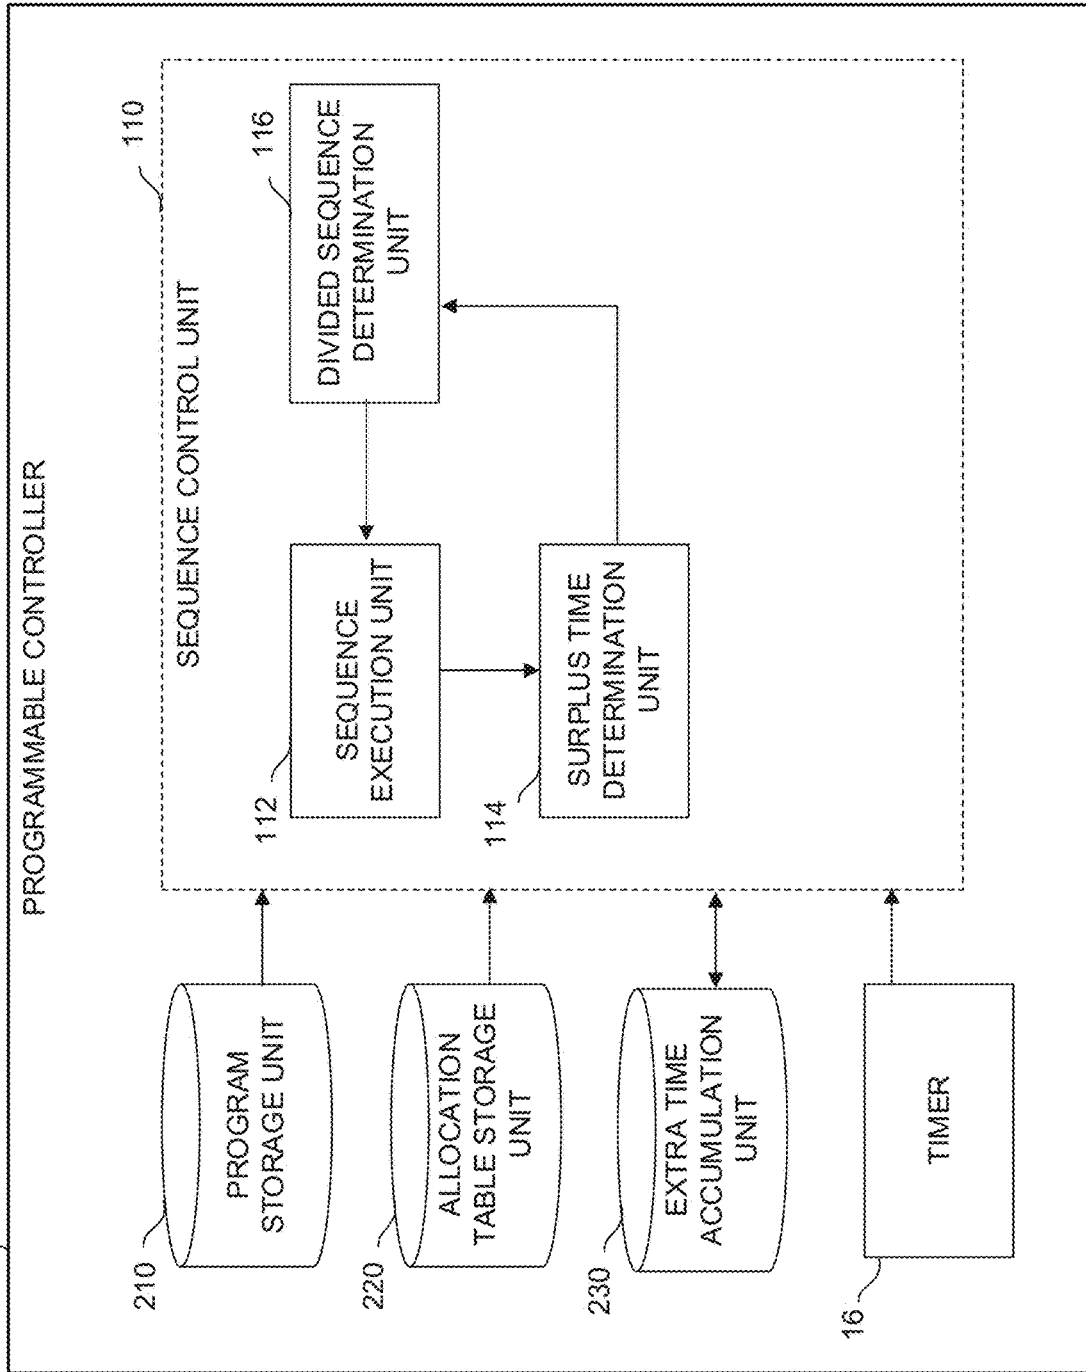 PROGRAMMABLE CONTROLLER
210
PROGRAM
STORAGE UNIT
220
ALLOCATION
TABLE STORAGE
UNIT
230
EXTRA TIME
ACCUMULATION
UNIT
16
TIMER
110
SEQUENCE CONTROL UNIT
112
SEQUENCE
EXECUTION UNIT
114
SURPLUS TIME
DETERMINATION
UNIT
116
DIVIDED SEQUENCE
DETERMINATION
UNIT